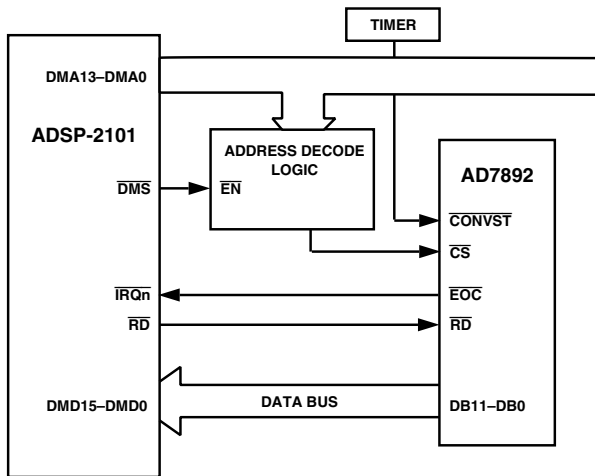 TIMER
DMA13–DMA0
ADSP-2101
ADDRESS DECODE
LOGIC
AD7892
DMS
EN
CONVST
CS
IRQn
EOC
RD
RD
DMD15–DMD0
DATA BUS
DB11–DB0